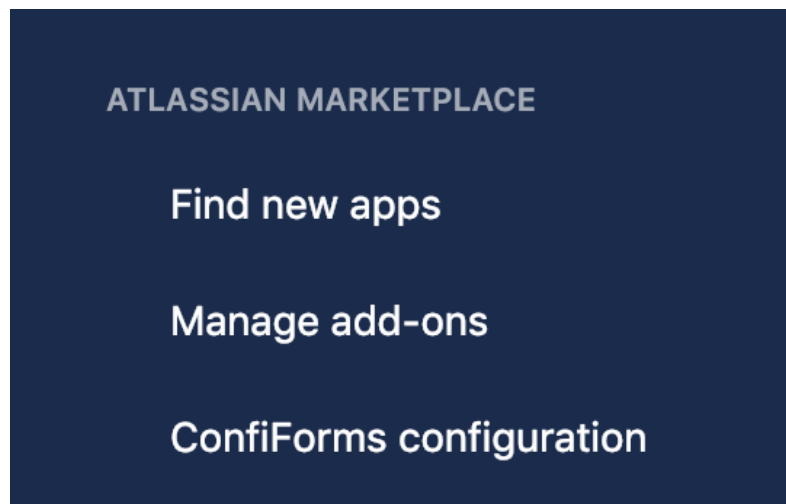 ATLASSIAN MARKETPLACE
Find new apps
Manage add-ons
ConfiForms configuration